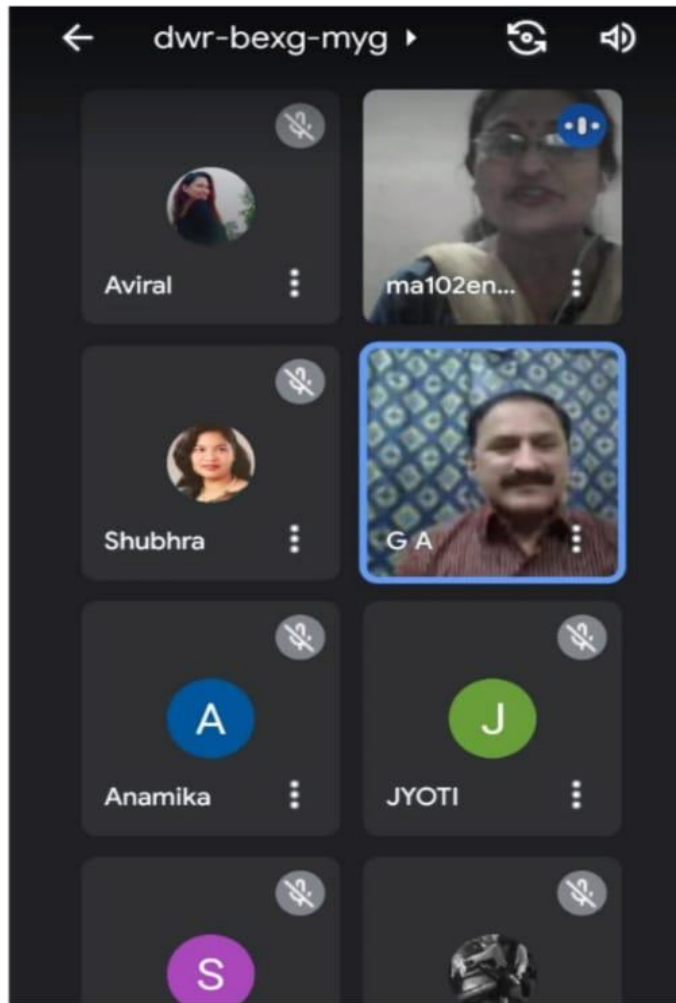 dwr-bexg-myg
Aviral
ma102en...
Shubhra
G A
A
J
Anamika
JYOTI
S